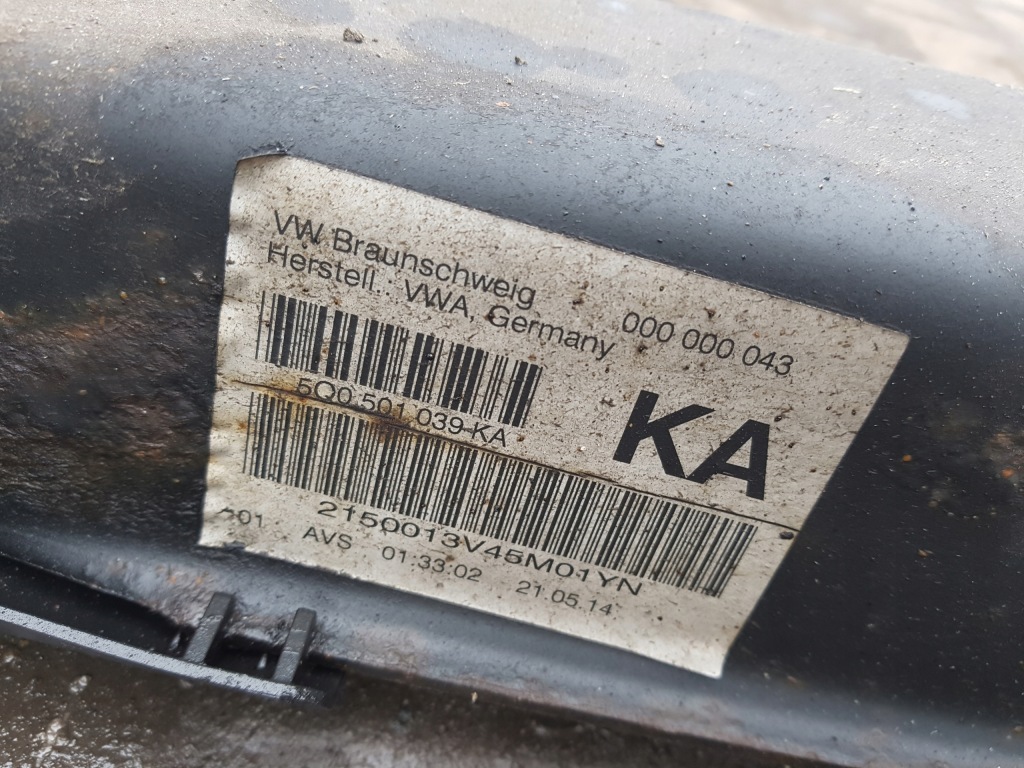 VW Braunschweig
Herstell.: VWA, Germany
000 000 043
5Q0 501 039 KA
KA
2150013V45M01YN
AVS 01:33:02 21.05.14